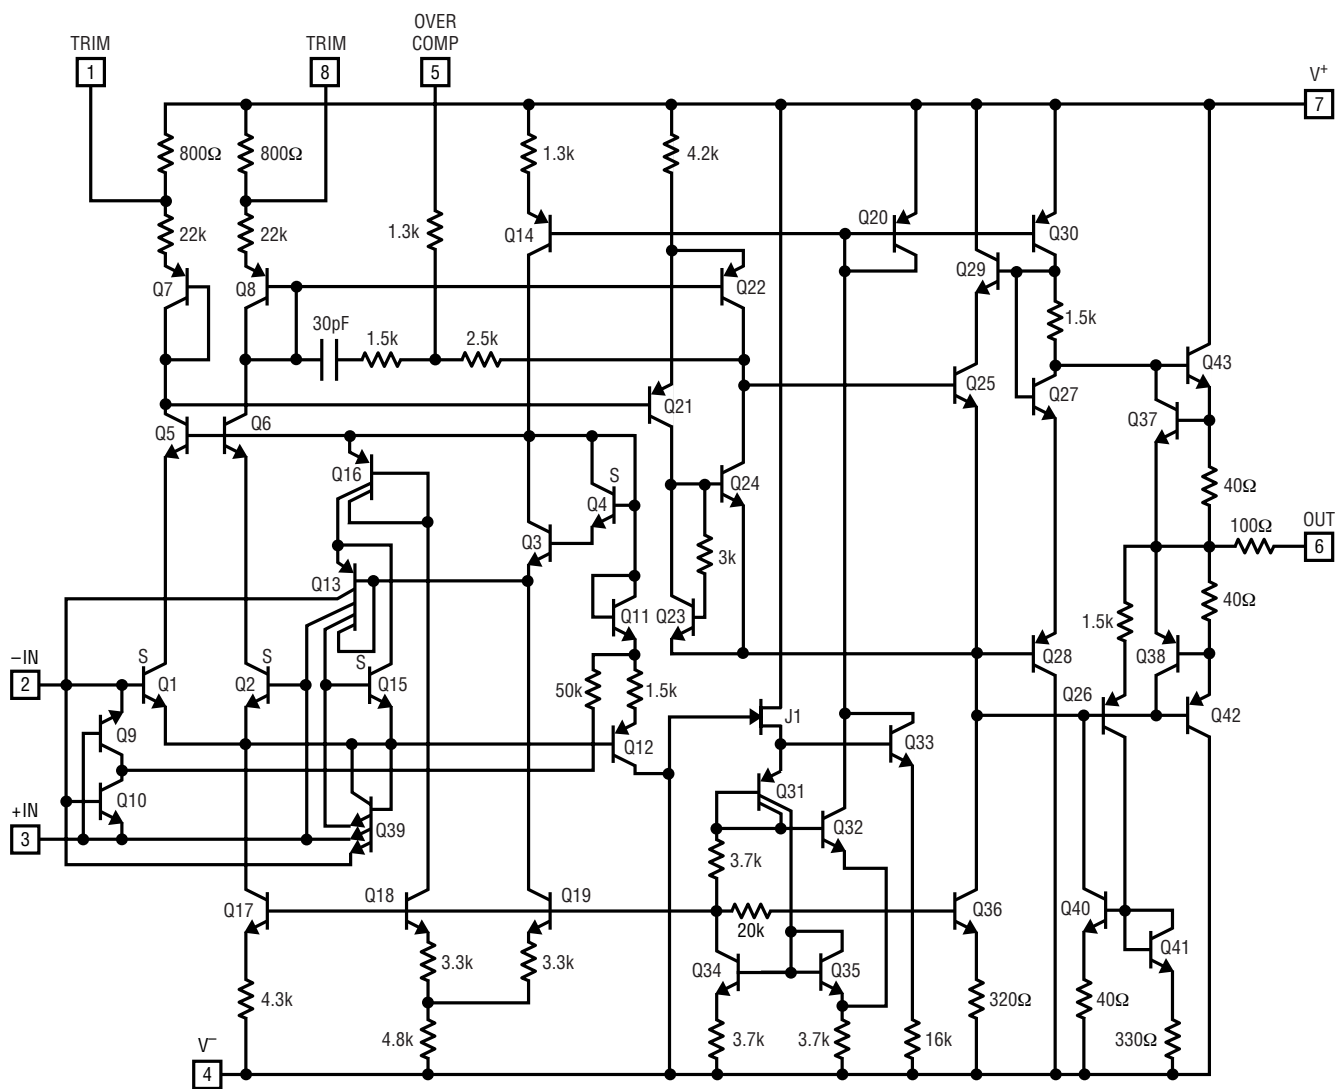 OVER
TRIM TRIM COMP
1 8 5 V+
7
800Ω 800Ω 1.3k 4.2k
22k 22k 1.3k Q14 Q20 Q30
Q7 Q8 Q22 Q29
30pF 1.5k 2.5k 1.5k
Q43
Q21 Q25 Q27
Q5 Q6 Q37
Q16 S Q24
Q4 40Ω
Q3 100Ω OUT
3k 6
Q13 40Ω
Q11 Q23 1.5k
–IN S S S Q28 Q38
2 Q1 Q2 Q15 50k 1.5k Q26
J1 Q42
Q9 Q12 Q33
Q10 Q31
+IN Q39 Q32
3
3.7k
Q17 Q18 Q19 Q36 Q40
20k
Q41
3.3k 3.3k Q34 Q35
4.3k 320Ω 40Ω
4.8k 3.7k 3.7k 16k 330Ω
V–
4